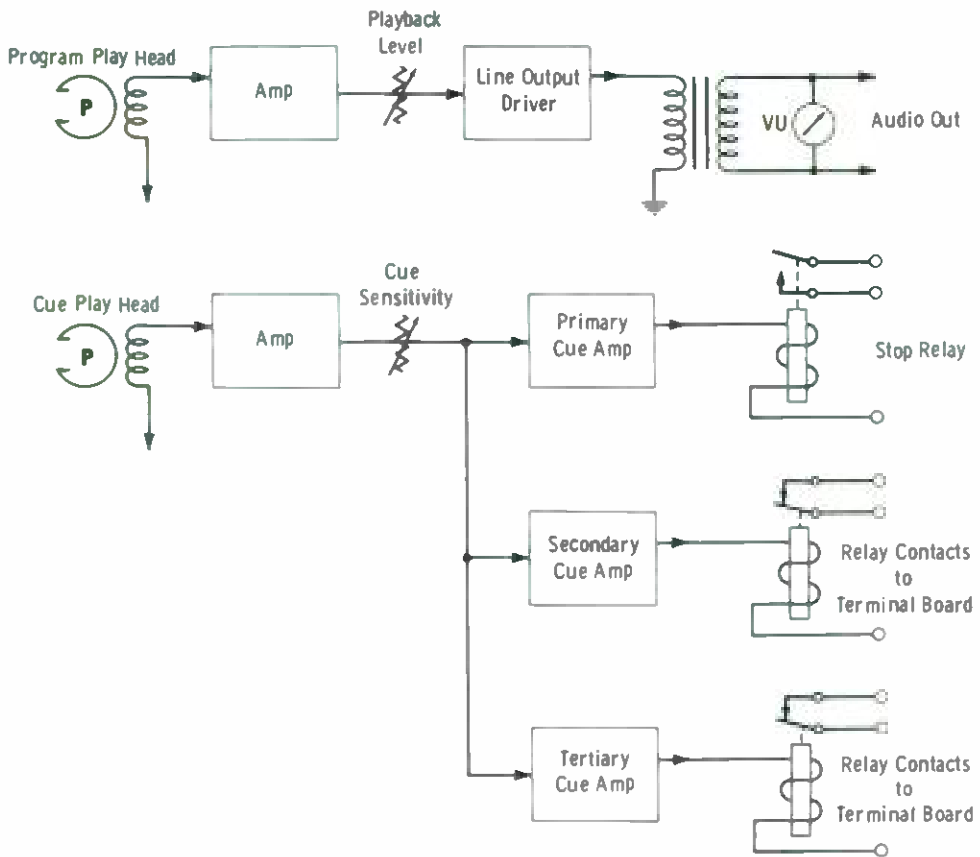 Playback
Level
Program Play Head
P
Amp
Line Output
Driver
VU
Audio Out
Cue
Sensitivity
Cue Play Head
P
Amp
Primary
Cue Amp
Stop Relay
Secondary
Cue Amp
Relay Contacts
to
Terminal Board
Tertiary
Cue Amp
Relay Contacts
to
Terminal Board